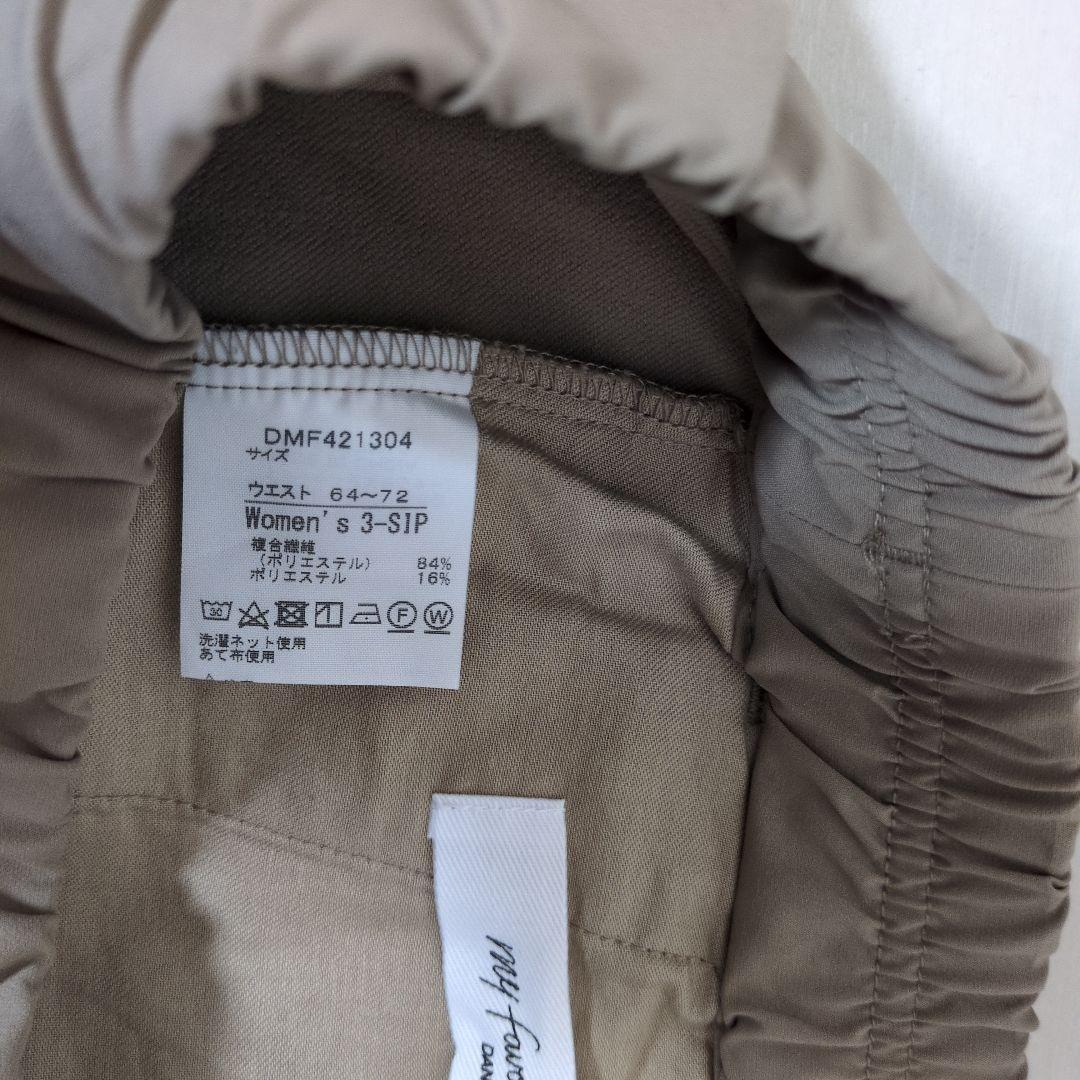 DMF421304
サイズ
ウエスト 64～72
Women's 3-SIP
複合繊維
(ポリエステル) 84%
ポリエステル 16%
30 F W
洗濯ネット使用
あて布使用
my